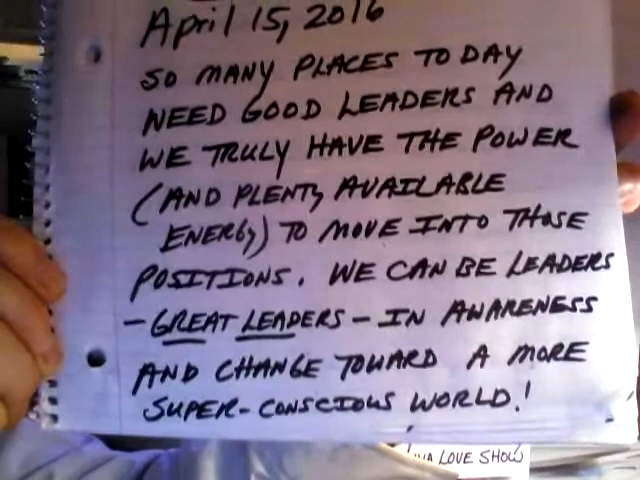 April 15, 2016
SO MANY PLACES TODAY
NEED GOOD LEADERS AND
WE TRULY HAVE THE POWER
(AND PLENTY AVAILABLE
ENERGY) TO MOVE INTO THOSE
POSITIONS. WE CAN BE LEADERS
- GREAT LEADERS - IN AWARENESS
AND CHANGE TOWARD A MORE
SUPER-CONSCIOUS WORLD!
LOVE SHOW